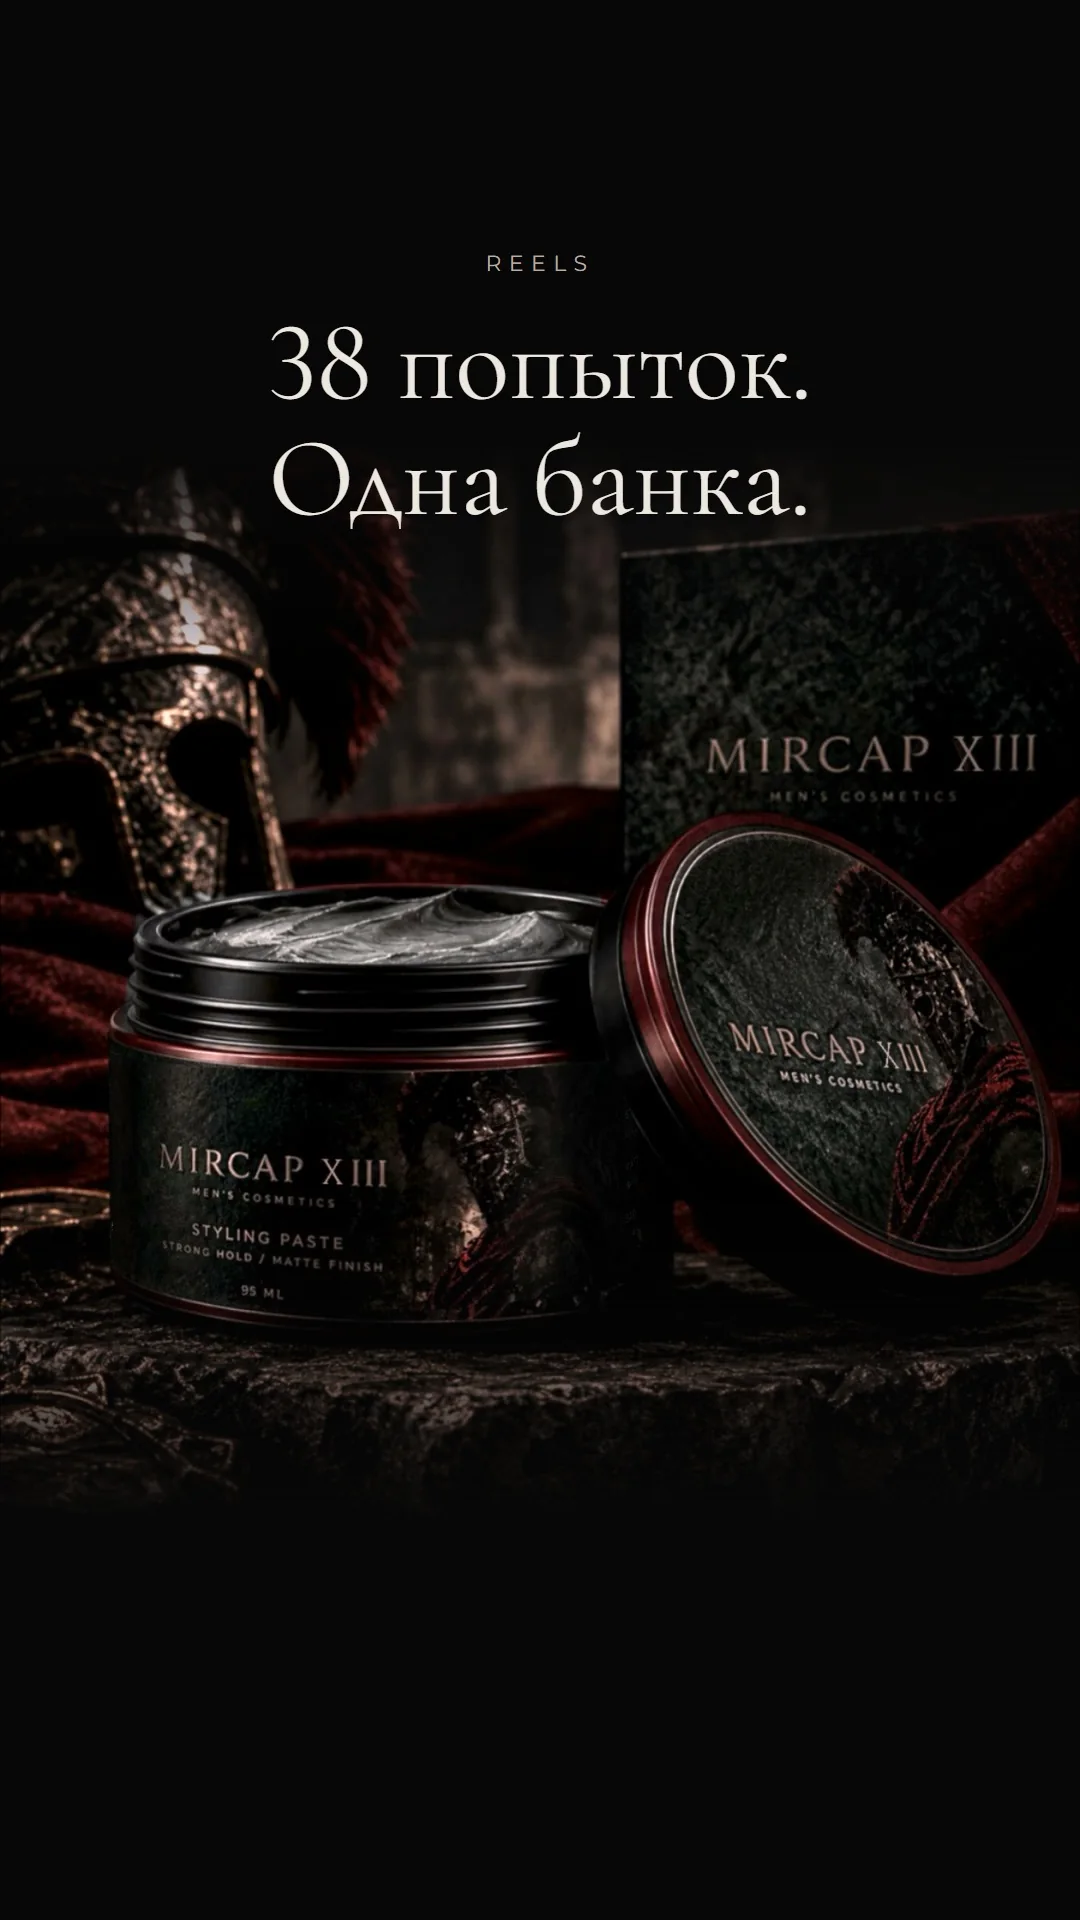 REELS
38 попыток.
Одна банка.
MIRCAP XIII
MEN'S COSMETICS
MIRCAP XIII
MEN'S COSMETICS
MIRCAP XIII
MEN'S COSMETICS
STYLING PASTE
STRONG HOLD / MATTE FINISH
95 ML